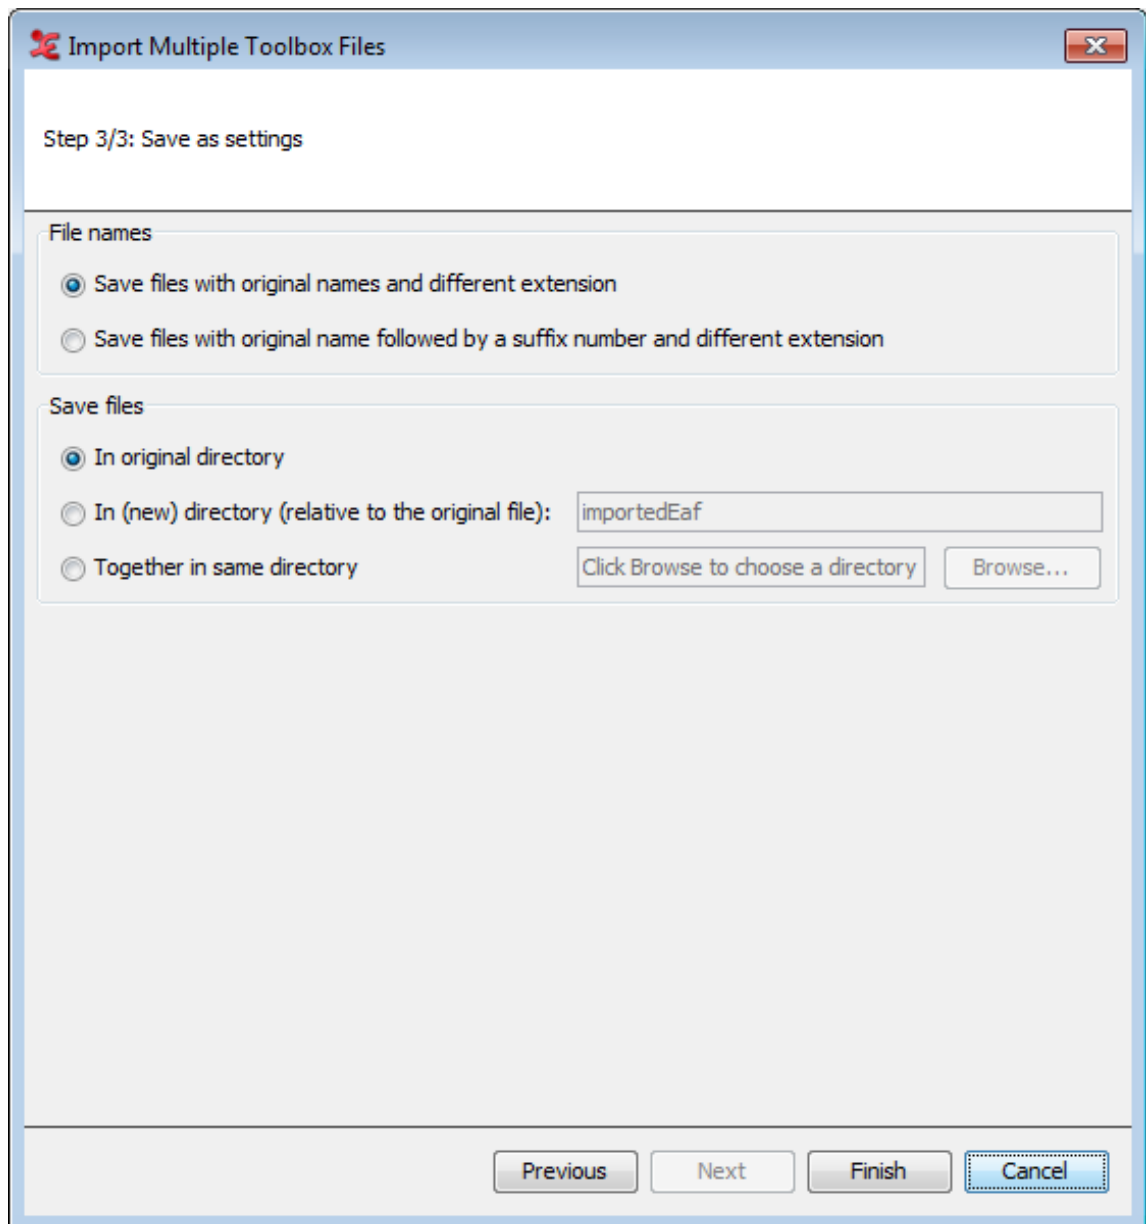 Import Multiple Toolbox Files
Step 3/3: Save as settings
File names
Save files with original names and different extension
Save files with original name followed by a suffix number and different extension
Save files
In original directory
In (new) directory (relative to the original file): importedEaf
Together in same directory Click Browse to choose a directory Browse...
Previous Next Finish Cancel